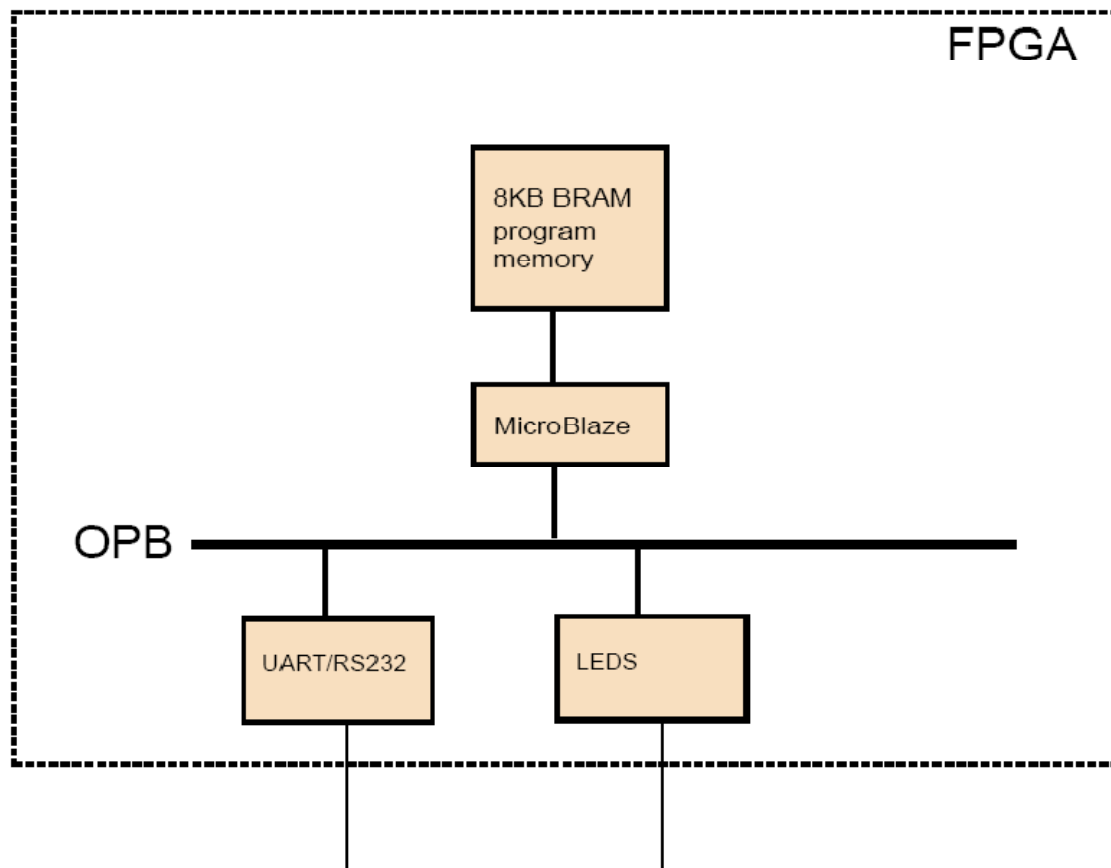 FPGA
8KB BRAM
program
memory
MicroBlaze
OPB
UART/RS232
LEDS